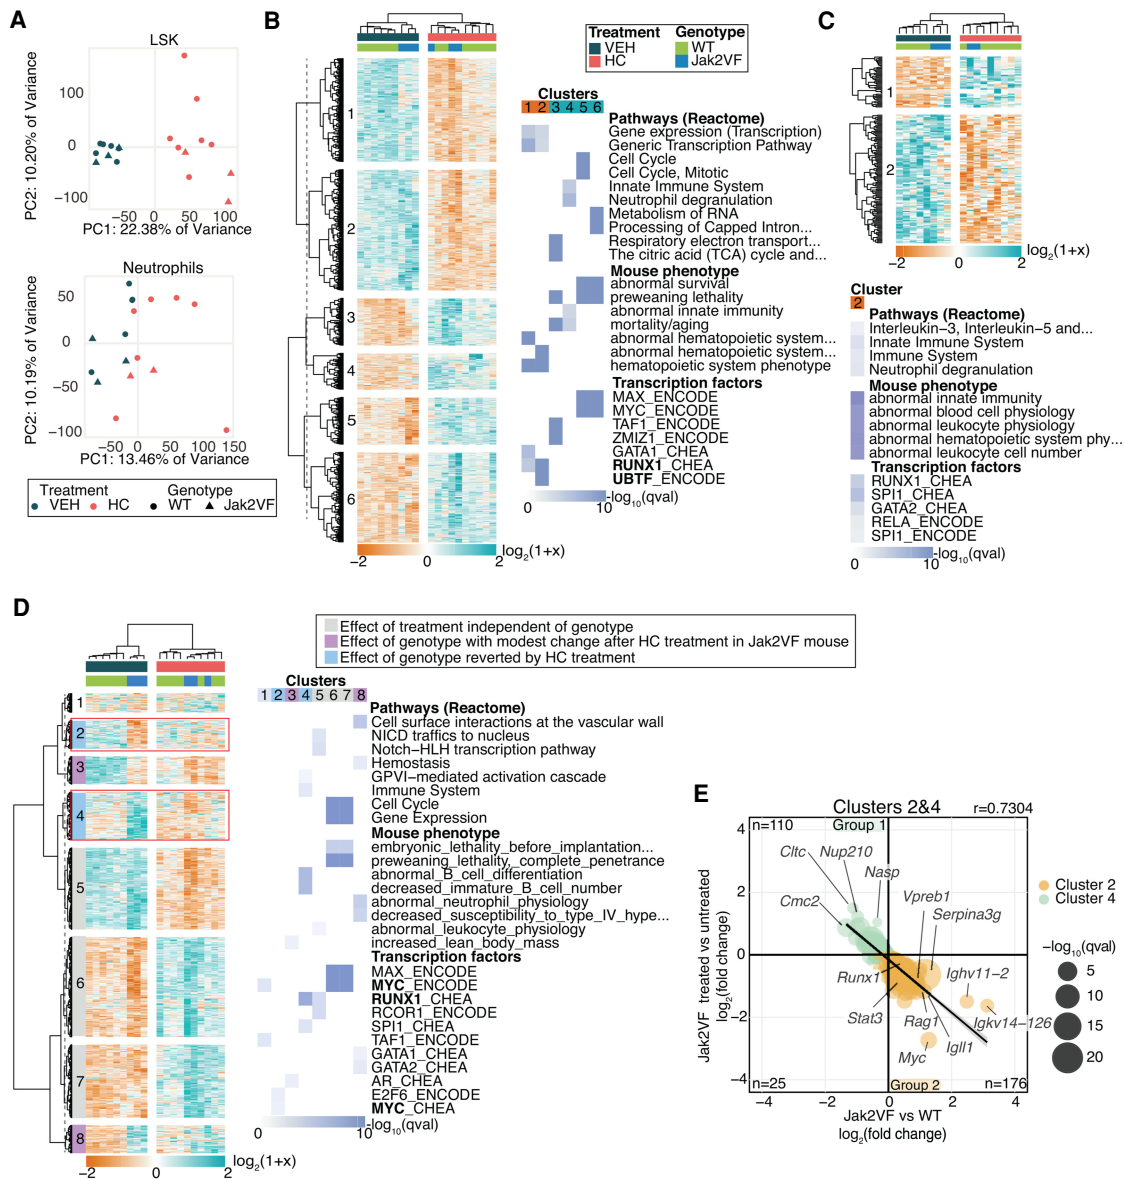 A
LSK
PC2: 10.20% of Variance
100
0
−100
−50
0
50
100
PC1: 22.38% of Variance
Neutrophils
PC2: 10.19% of Variance
50
0
−50
−100
−50
0
50
100
150
PC1: 13.46% of Variance
Treatment
Genotype
VEH
HC
WT
Jak2VF
B
Treatment
Genotype
VEH
WT
HC
Jak2VF
1
2
3
4
5
6
−2
0
2
log2(1+x)
Clusters
1 2 3 4 5 6
Pathways (Reactome)
Gene expression (Transcription)
Generic Transcription Pathway
Cell Cycle
Cell Cycle, Mitotic
Innate Immune System
Neutrophil degranulation
Metabolism of RNA
Processing of Capped Intron...
Respiratory electron transport...
The citric acid (TCA) cycle and...
Mouse phenotype
abnormal survival
preweaning lethality
abnormal innate immunity
mortality/aging
abnormal hematopoietic system...
abnormal hematopoietic system...
hematopoietic system phenotype
Transcription factors
MAX_ENCODE
MYC_ENCODE
TAF1_ENCODE
ZMIZ1_ENCODE
GATA1_CHEA
RUNX1_CHEA
UBTF_ENCODE
-log10(qval)
0
10
C
1
2
−2
0
2
log2(1+x)
Cluster
2
Pathways (Reactome)
Interleukin−3, Interleukin−5 and...
Innate Immune System
Immune System
Neutrophil degranulation
Mouse phenotype
abnormal innate immunity
abnormal blood cell physiology
abnormal leukocyte physiology
abnormal hematopoietic system phy...
abnormal leukocyte cell number
Transcription factors
RUNX1_CHEA
SPI1_CHEA
GATA2_CHEA
RELA_ENCODE
SPI1_ENCODE
-log10(qval)
0
10
D
Effect of treatment independent of genotype
Effect of genotype with modest change after HC treatment in Jak2VF mouse
Effect of genotype reverted by HC treatment
1
2
3
4
5
6
7
8
−2
0
2
log2(1+x)
Clusters
1 2 3 4 5 6 7 8
Pathways (Reactome)
Cell surface interactions at the vascular wall
NICD traffics to nucleus
Notch−HLH transcription pathway
Hemostasis
GPVI−mediated activation cascade
Immune System
Cell Cycle
Gene Expression
Mouse phenotype
embryonic_lethality_before_implantation...
preweaning_lethality,_complete_penetrance
abnormal_B_cell_differentiation
decreased_immature_B_cell_number
abnormal_neutrophil_physiology
decreased_susceptibility_to_type_IV_hype...
abnormal_leukocyte_physiology
increased_lean_body_mass
Transcription factors
MAX_ENCODE
MYC_ENCODE
RUNX1_CHEA
RCOR1_ENCODE
SPI1_CHEA
TAF1_ENCODE
GATA1_CHEA
GATA2_CHEA
AR_CHEA
E2F6_ENCODE
MYC_CHEA
-log10(qval)
0
10
E
Clusters 2&4
r=0.7304
n=110
Group 1
Cltc
Nup210
Nasp
Cmc2
Vpreb1
Serpina3g
Runx1
Ighv11−2
Stat3
Rag1
Igkv14−126
Igll1
Myc
n=25
Group 2
n=176
4
2
0
−2
−4
−4
−2
0
2
4
Jak2VF treated vs untreated
log2(fold change)
Jak2VF vs WT
log2(fold change)
Cluster 2
Cluster 4
−log10(qval)
5
10
15
20